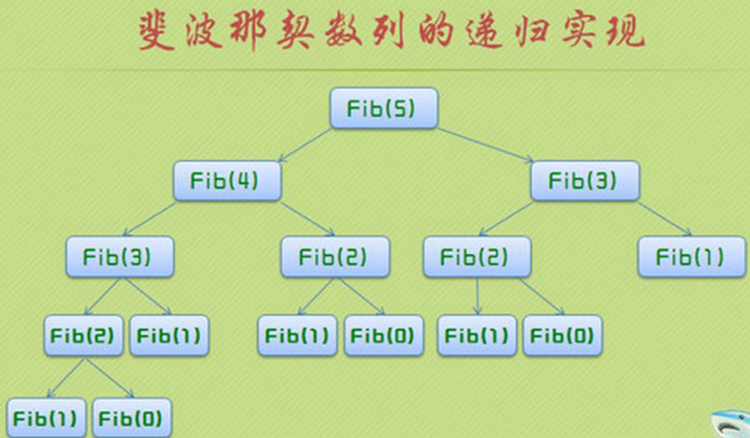 斐波那契数列的递归实现
Fib(5)
Fib(4) Fib(3)
Fib(3) Fib(2) Fib(2) Fib(1)
Fib(2) Fib(1) Fib(1) Fib(0) Fib(1) Fib(0)
Fib(1) Fib(0)